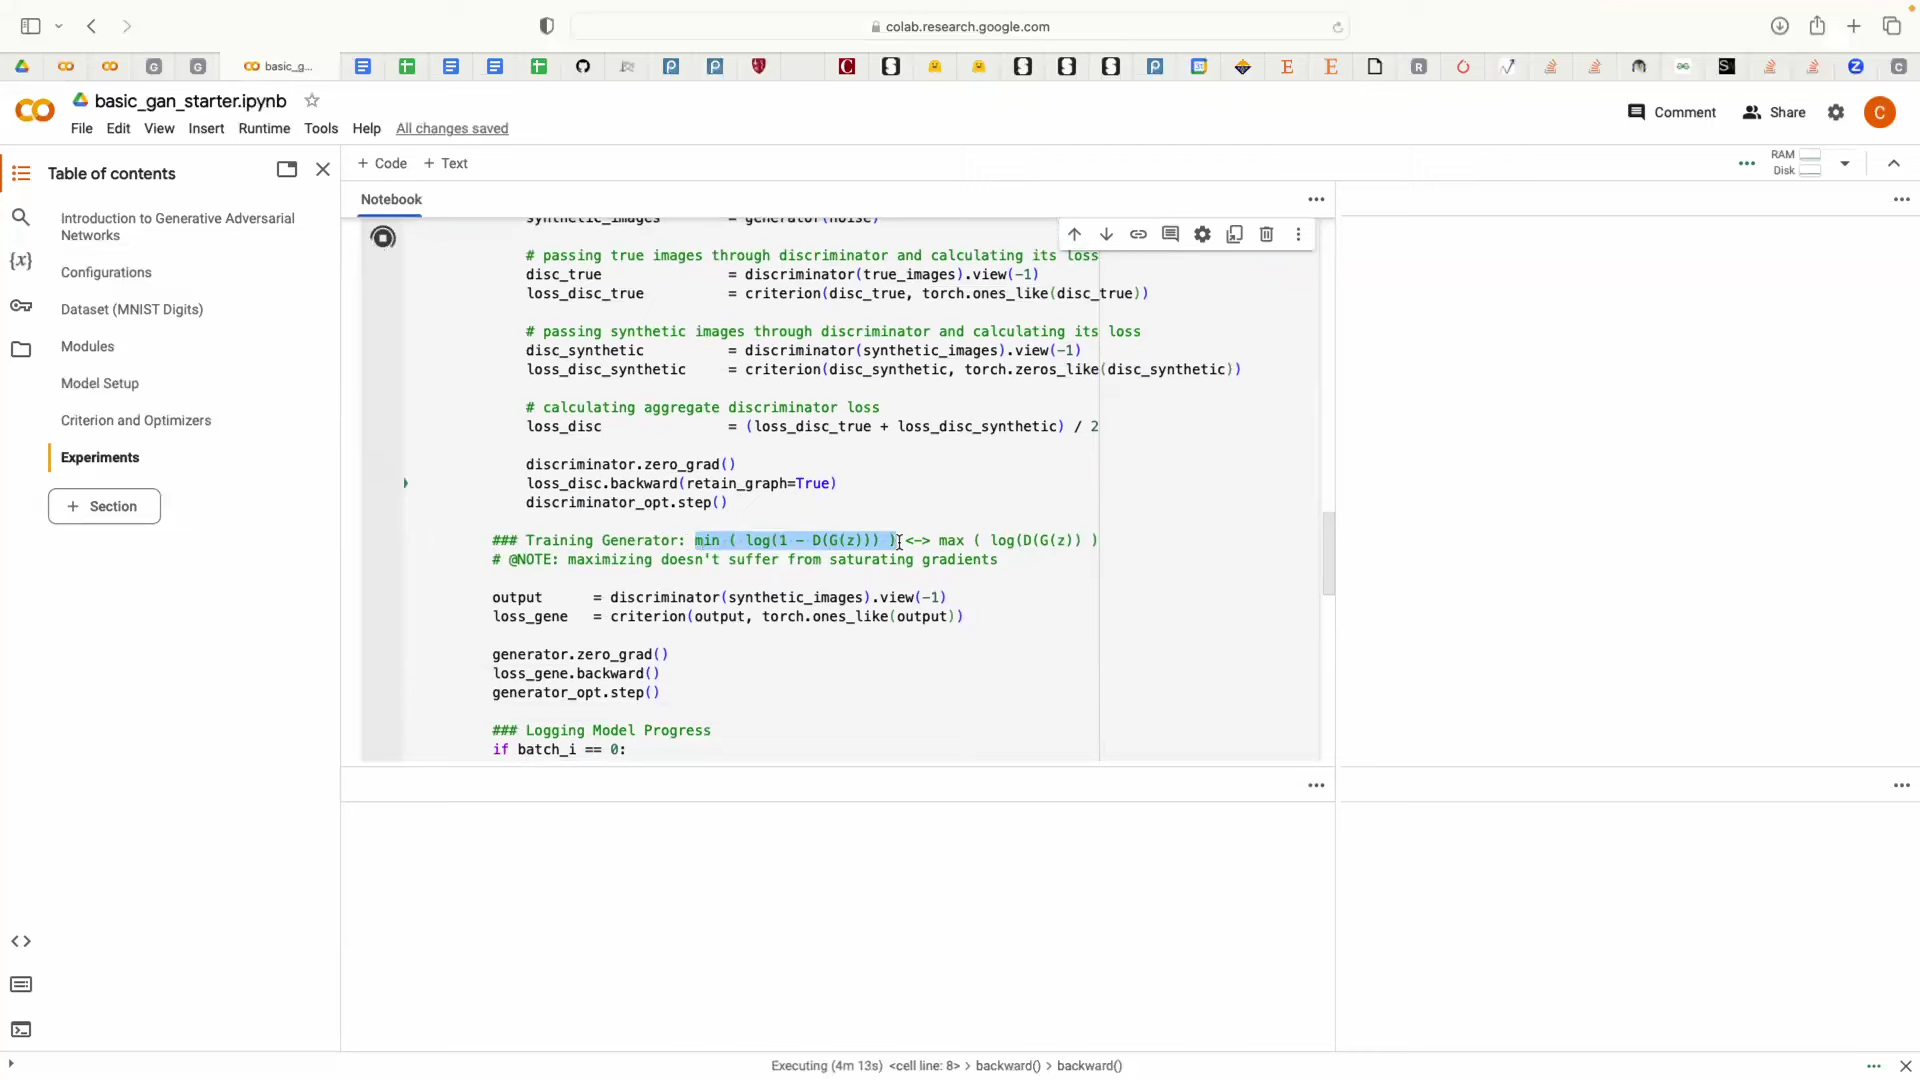 colab.research.google.com
basic_g...
basic_gan_starter.ipynb
File Edit View Insert Runtime Tools Help All changes saved
Comment Share C
Table of contents
+ Code + Text
RAM
Disk
Notebook
Introduction to Generative Adversarial
Networks
Configurations
Dataset (MNIST Digits)
Modules
Model Setup
Criterion and Optimizers
Experiments
+ Section
synthetic_images = generator(noise)
# passing true images through discriminator and calculating its loss
disc_true = discriminator(true_images).view(-1)
loss_disc_true = criterion(disc_true, torch.ones_like(disc_true))
# passing synthetic images through discriminator and calculating its loss
disc_synthetic = discriminator(synthetic_images).view(-1)
loss_disc_synthetic = criterion(disc_synthetic, torch.zeros_like(disc_synthetic))
# calculating aggregate discriminator loss
loss_disc = (loss_disc_true + loss_disc_synthetic) / 2
discriminator.zero_grad()
loss_disc.backward(retain_graph=True)
discriminator_opt.step()
### Training Generator: min ( log(1 - D(G(z))) ) <-> max ( log(D(G(z)) )
# @NOTE: maximizing doesn't suffer from saturating gradients
output = discriminator(synthetic_images).view(-1)
loss_gene = criterion(output, torch.ones_like(output))
generator.zero_grad()
loss_gene.backward()
generator_opt.step()
### Logging Model Progress
if batch_i == 0:
Executing (4m 13s) <cell line: 8> > backward() > backward()